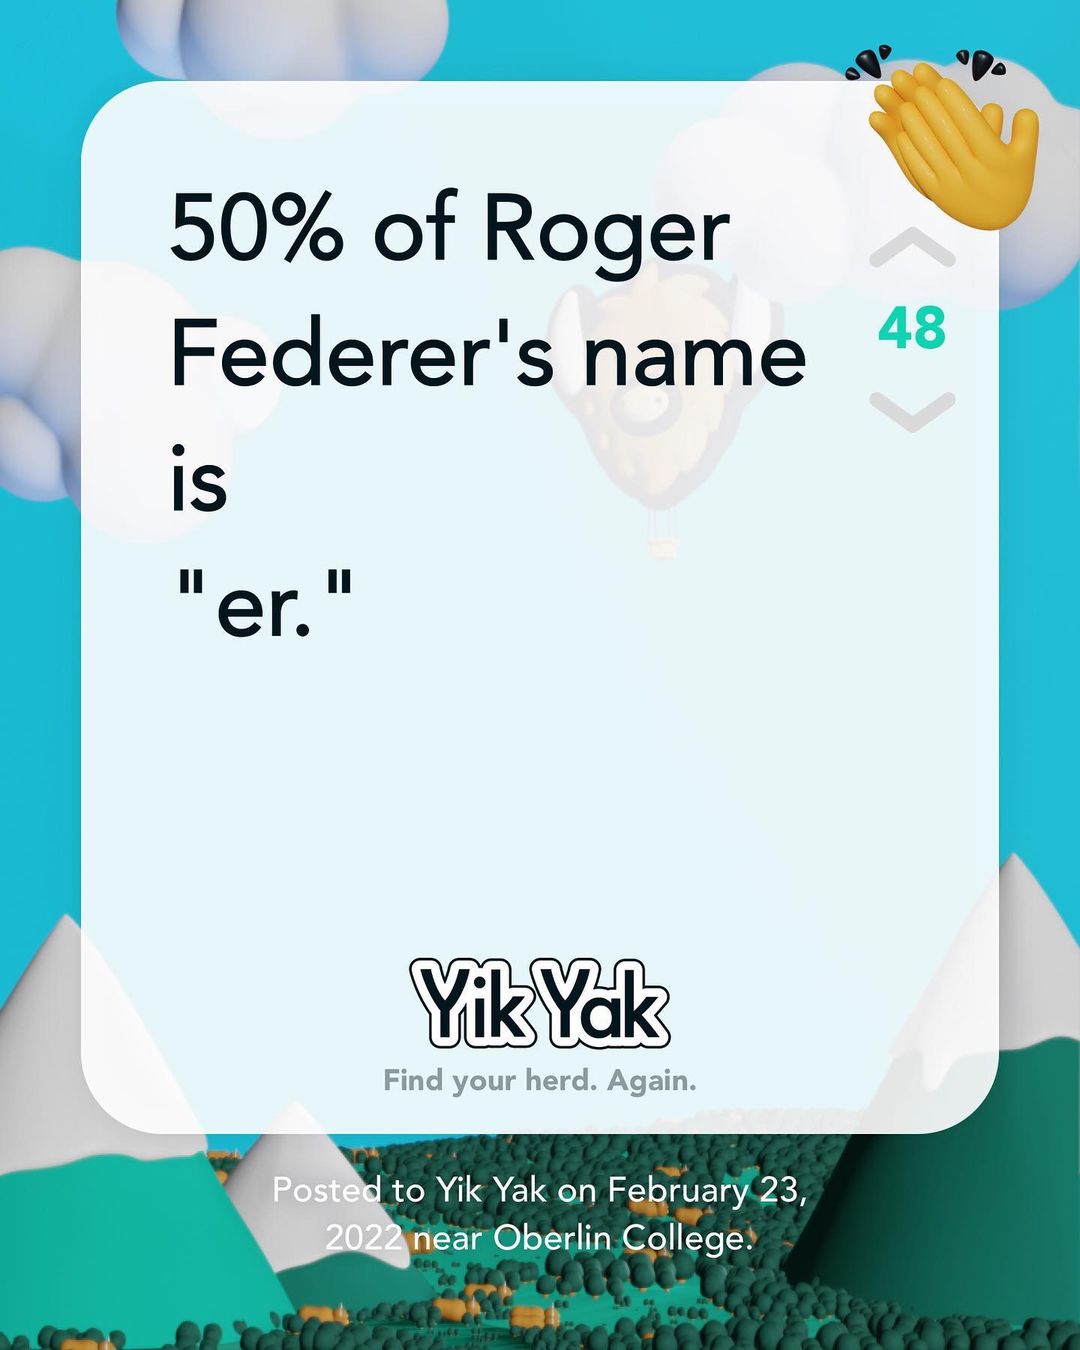 50% of Roger
Federer's name
is
"er."
48
Yik Yak
Find your herd. Again.
Posted to Yik Yak on February 23,
2022 near Oberlin College.